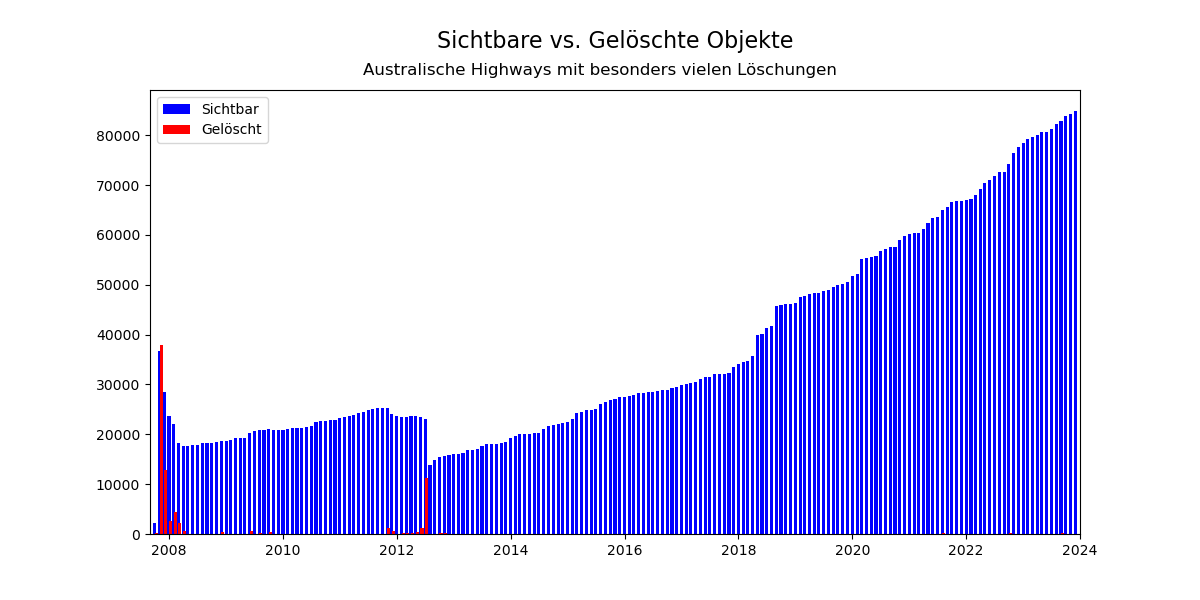 Sichtbare vs. Gelöschte Objekte
Australische Highways mit besonders vielen Löschungen
Sichtbar
Gelöscht
80000
70000
60000
50000
40000
30000
20000
10000
0
2008 2010 2012 2014 2016 2018 2020 2022 2024